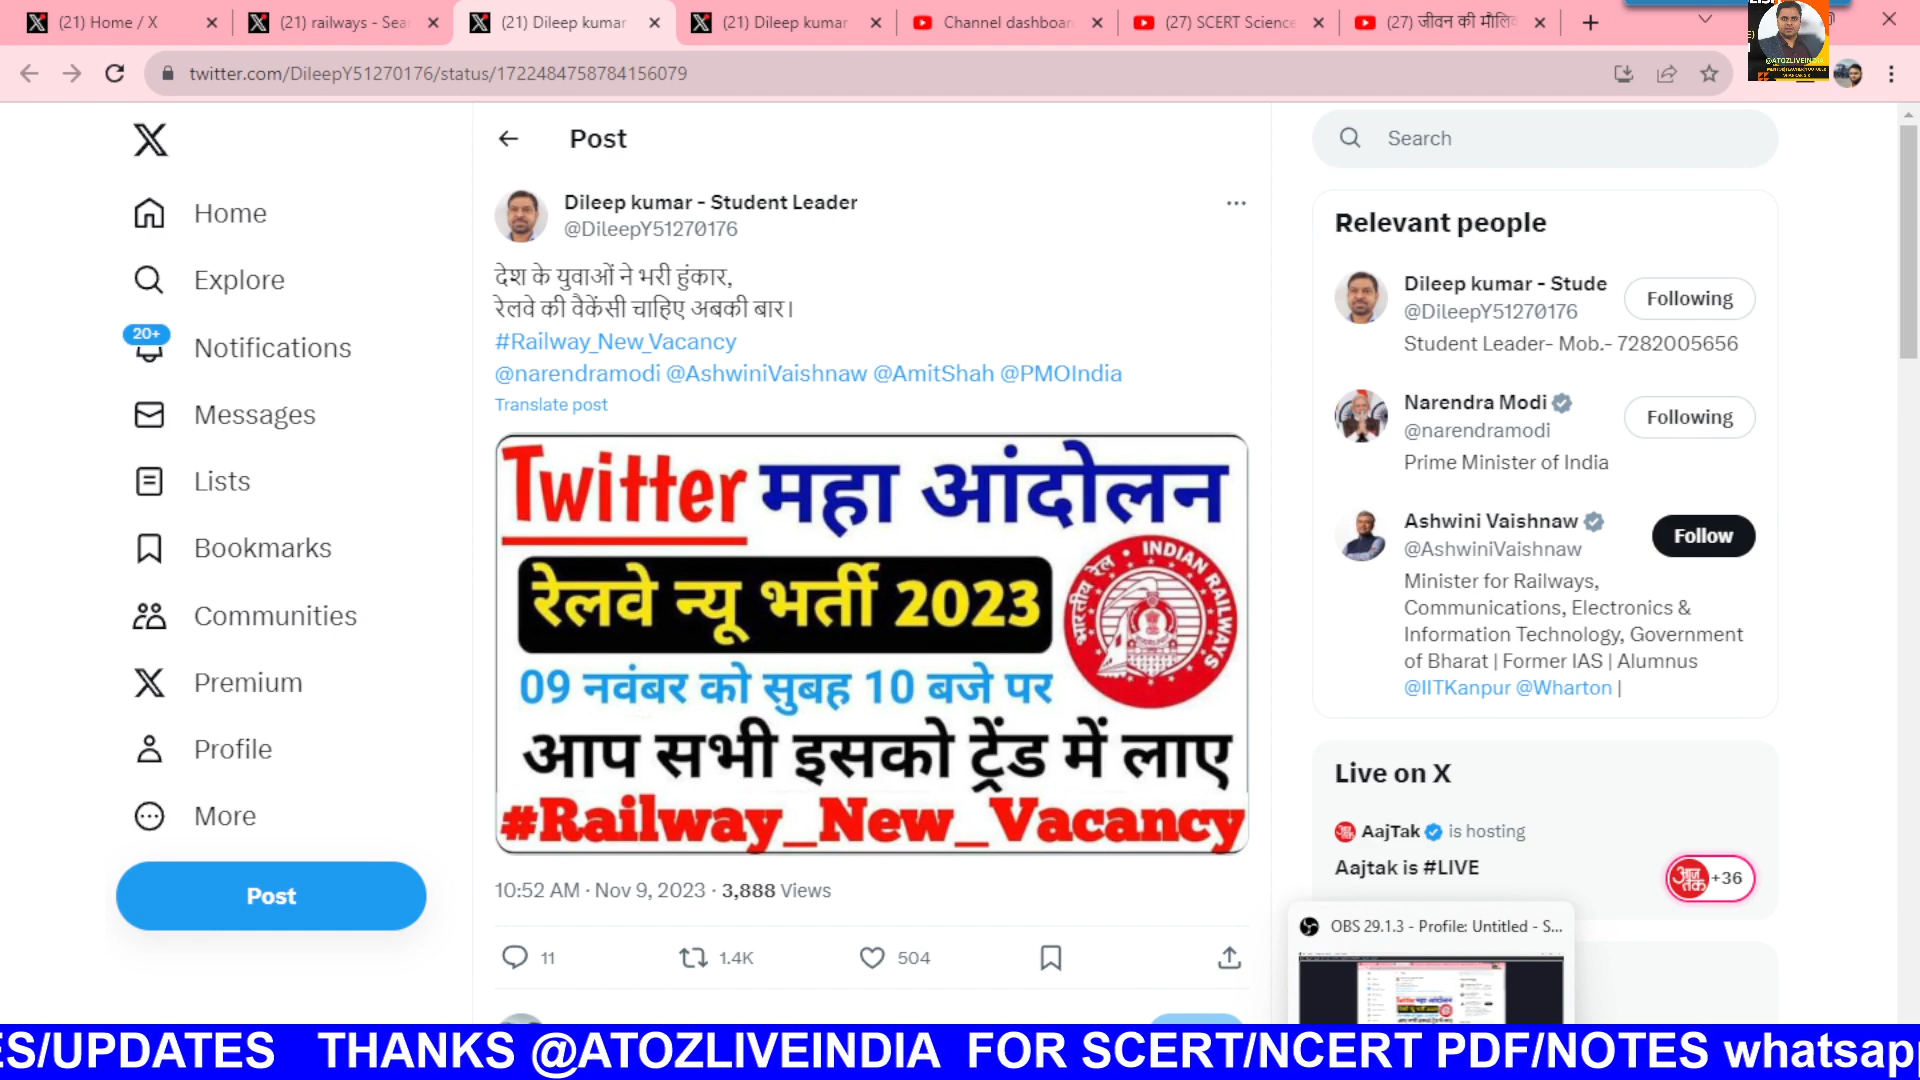 (21) Home / X
(21) railways - Sea
(21) Dileep kumar
(21) Dileep kumar
Channel dashboar
(27) SCERT Science
(27) जीवन की मौलि
twitter.com/DileepY51270176/status/1722484758784156079
@ATOZLIVEINDIA
Home
Explore
20+
Notifications
Messages
Lists
Bookmarks
Communities
Premium
Profile
More
Post
Post
Dileep kumar - Student Leader
@DileepY51270176
देश के युवाओं ने भरी हुंकार,
रेलवे की वैकेंसी चाहिए अबकी बार।
#Railway_New_Vacancy
@narendramodi @AshwiniVaishnaw @AmitShah @PMOIndia
Translate post
Twitter महा आंदोलन
रेलवे न्यू भर्ती 2023
भारतीय रेल • INDIAN RAILWAYS
09 नवंबर को सुबह 10 बजे पर
आप सभी इसको ट्रेंड में लाए
#Railway_New_Vacancy
10:52 AM · Nov 9, 2023 · 3,888 Views
11 1.4K 504
Search
Relevant people
Dileep kumar - Stude
@DileepY51270176
Following
Student Leader- Mob.- 7282005656
Narendra Modi
@narendramodi
Following
Prime Minister of India
Ashwini Vaishnaw
@AshwiniVaishnaw
Follow
Minister for Railways,
Communications, Electronics &
Information Technology, Government
of Bharat | Former IAS | Alumnus
@IITKanpur @Wharton |
Live on X
AajTak is hosting
Aajtak is #LIVE
आज तक +36
OBS 29.1.3 - Profile: Untitled - S...
ES/UPDATES THANKS @ATOZLIVEINDIA FOR SCERT/NCERT PDF/NOTES whatsap